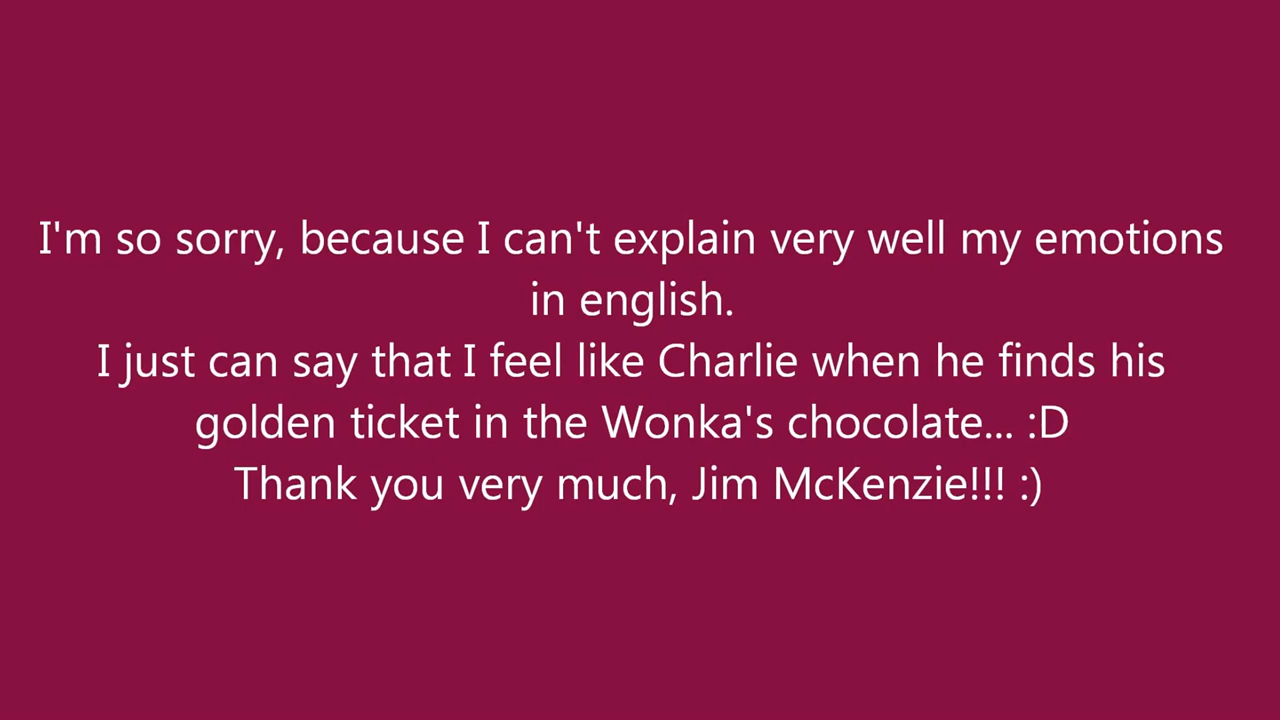 I'm so sorry, because I can't explain very well my emotions
in english.
I just can say that I feel like Charlie when he finds his
golden ticket in the Wonka's chocolate... :D
Thank you very much, Jim McKenzie!!! :)